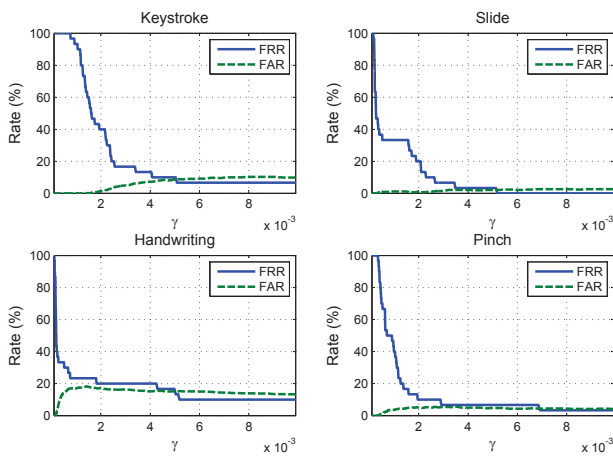 Keystroke
Slide
100
80
60
40
20
0
Rate (%)
FRR
FAR
2 4 6 8
γ
x 10⁻³
100
80
60
40
20
0
Rate (%)
FRR
FAR
2 4 6 8
γ
x 10⁻³
Handwriting
Pinch
100
80
60
40
20
0
Rate (%)
FRR
FAR
2 4 6 8
γ
x 10⁻³
100
80
60
40
20
0
Rate (%)
FRR
FAR
2 4 6 8
γ
x 10⁻³